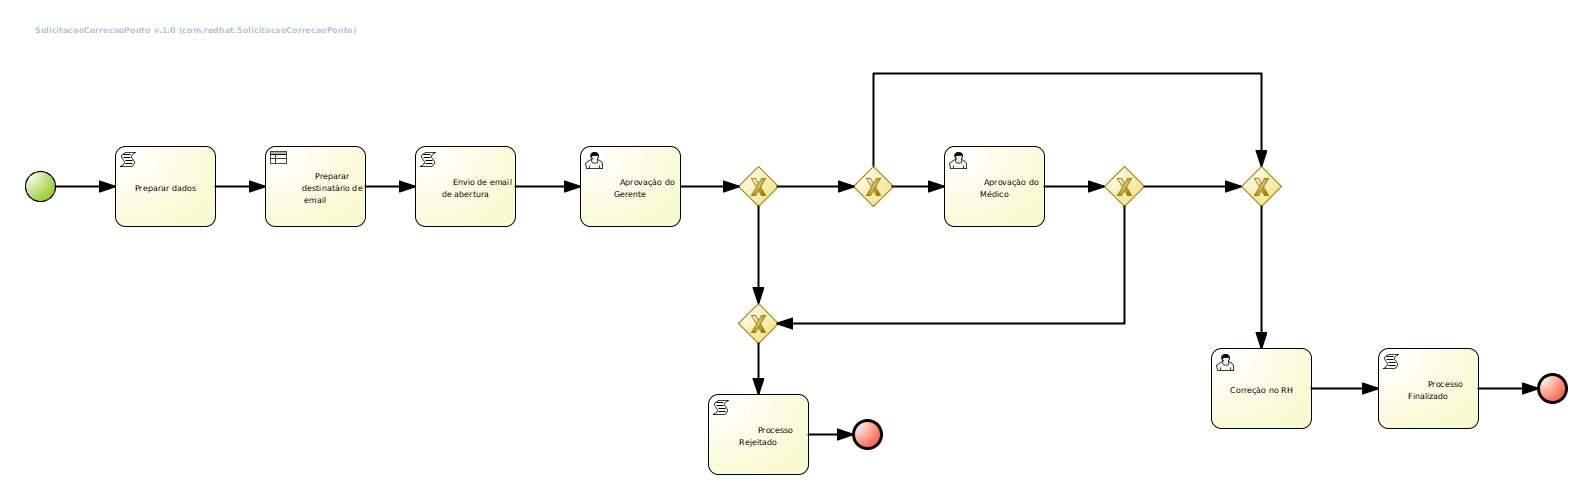 SolicitacaoCorrecaoPonto v.1.0 (com.redhat.SolicitacaoCorrecaoPonto)
Preparar dados
Preparar
destinatário de
email
Envio de email
de abertura
Aprovação do
Gerente
Aprovação do
Médico
Correção no RH
Processo
Finalizado
Processo
Rejeitado